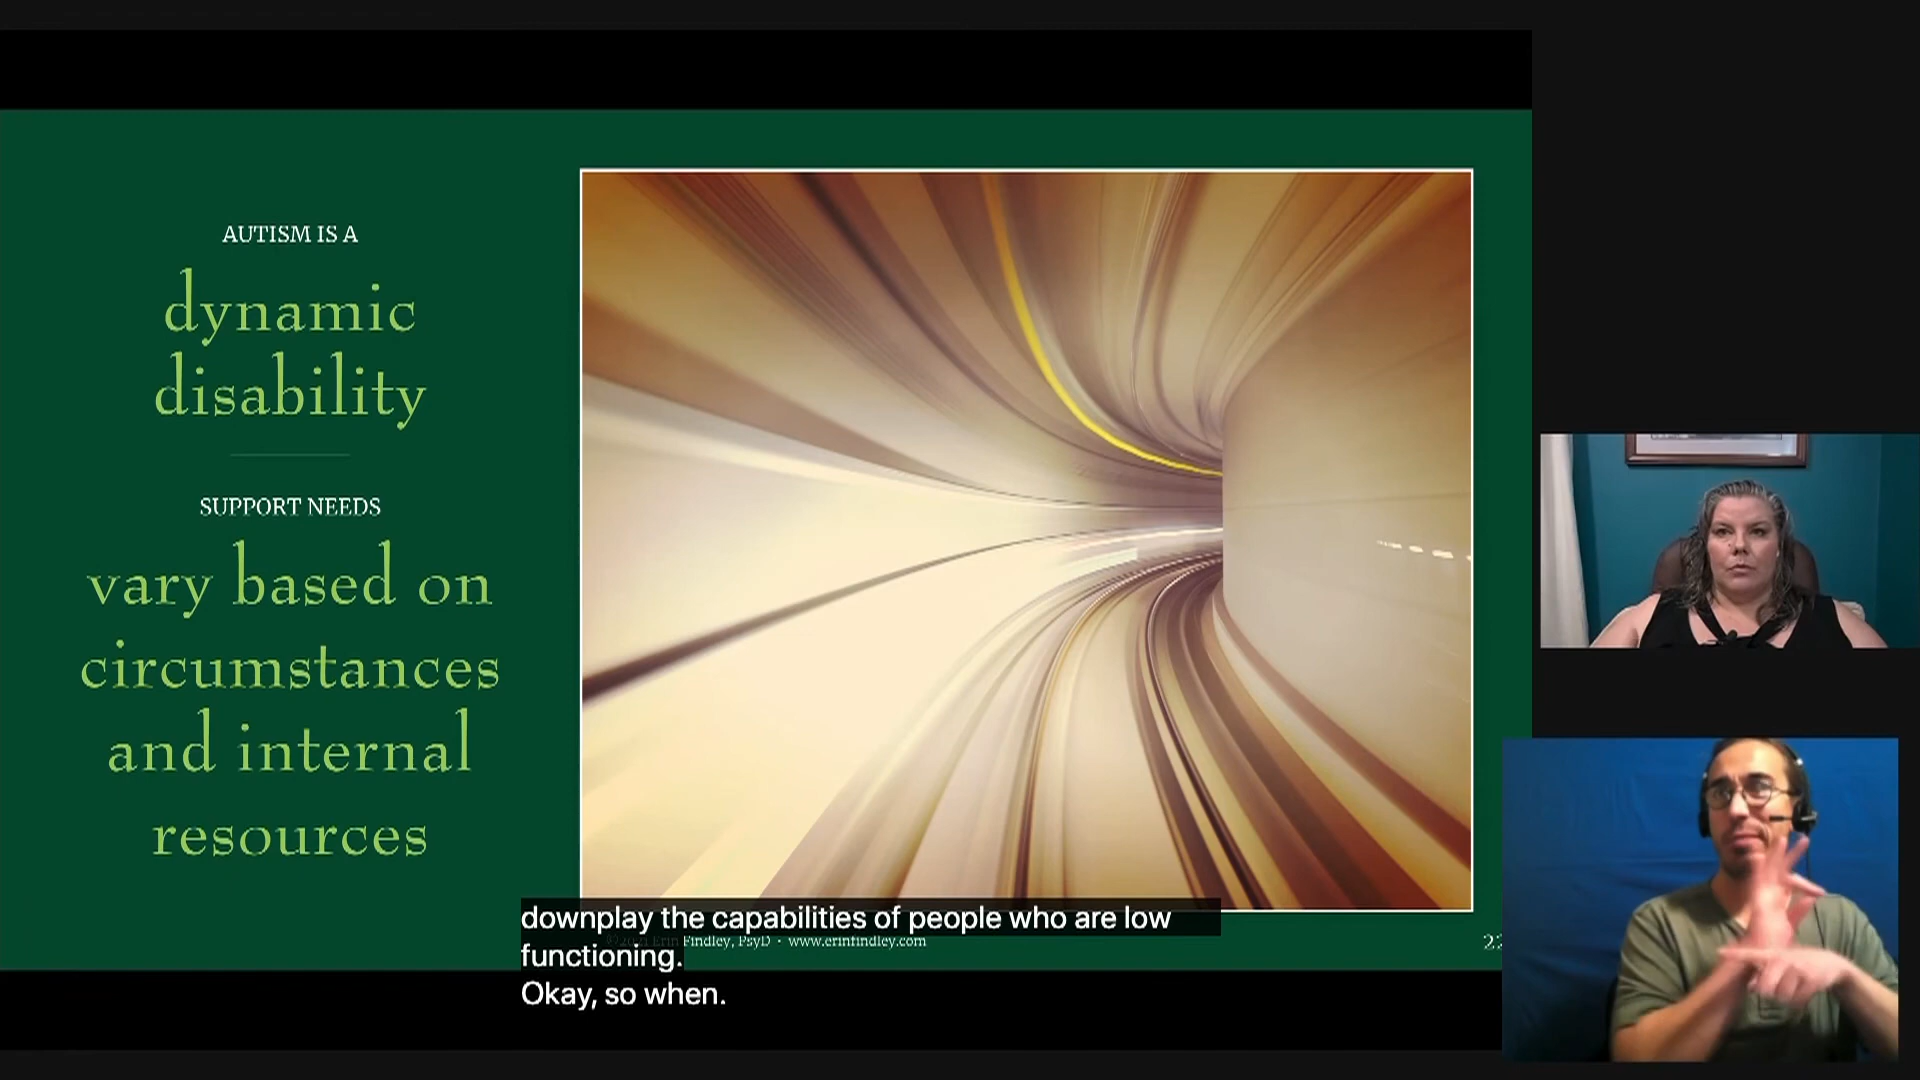 AUTISM IS A
dynamic
disability
SUPPORT NEEDS
vary based on
circumstances
and internal
resources
downplay the capabilities of people who are low
functioning.
Okay, so when.
Findley, PsyD · www.erinfindley.com
22